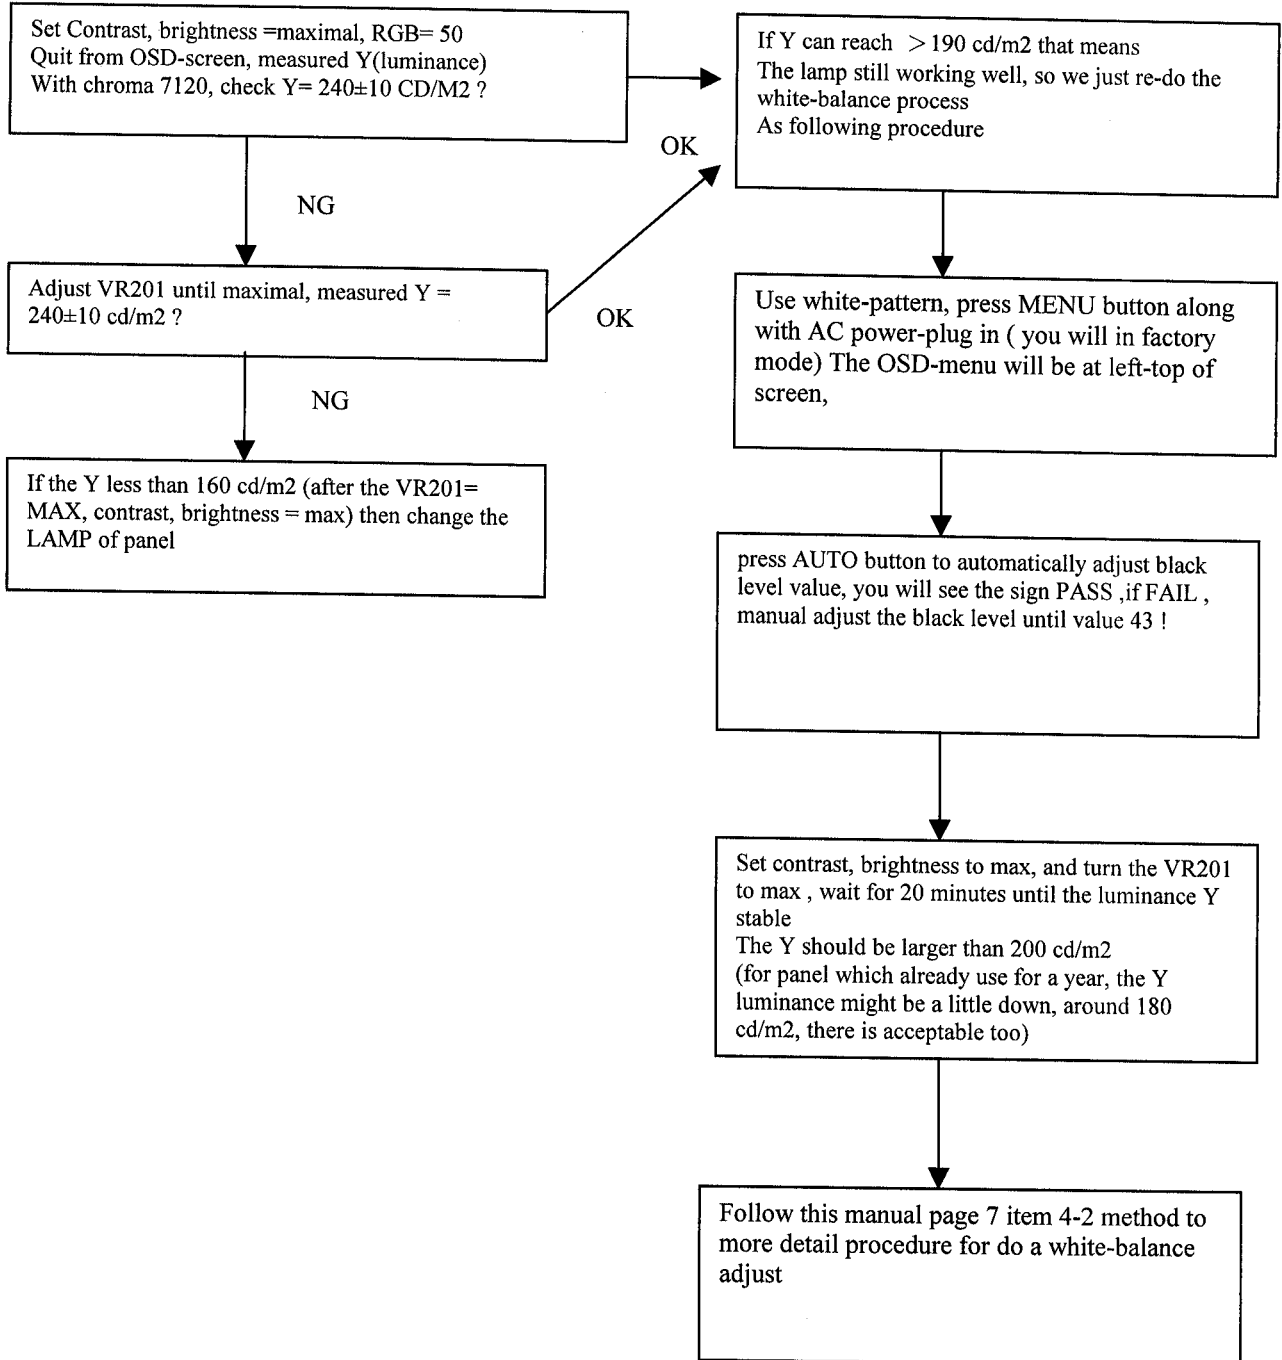 Set Contrast, brightness =maximal, RGB= 50
Quit from OSD-screen, measured Y(luminance)
With chroma 7120, check Y= 240±10 CD/M2 ?
If Y can reach > 190 cd/m2 that means
The lamp still working well, so we just re-do the
white-balance process
As following procedure
OK
NG
Adjust VR201 until maximal, measured Y =
240±10 cd/m2 ?
OK
NG
If the Y less than 160 cd/m2 (after the VR201=
MAX, contrast, brightness = max) then change the
LAMP of panel
Use white-pattern, press MENU button along
with AC power-plug in ( you will in factory
mode) The OSD-menu will be at left-top of
screen,
press AUTO button to automatically adjust black
level value, you will see the sign PASS ,if FAIL ,
manual adjust the black level until value 43 !
Set contrast, brightness to max, and turn the VR201
to max , wait for 20 minutes until the luminance Y
stable
The Y should be larger than 200 cd/m2
(for panel which already use for a year, the Y
luminance might be a little down, around 180
cd/m2, there is acceptable too)
Follow this manual page 7 item 4-2 method to
more detail procedure for do a white-balance
adjust